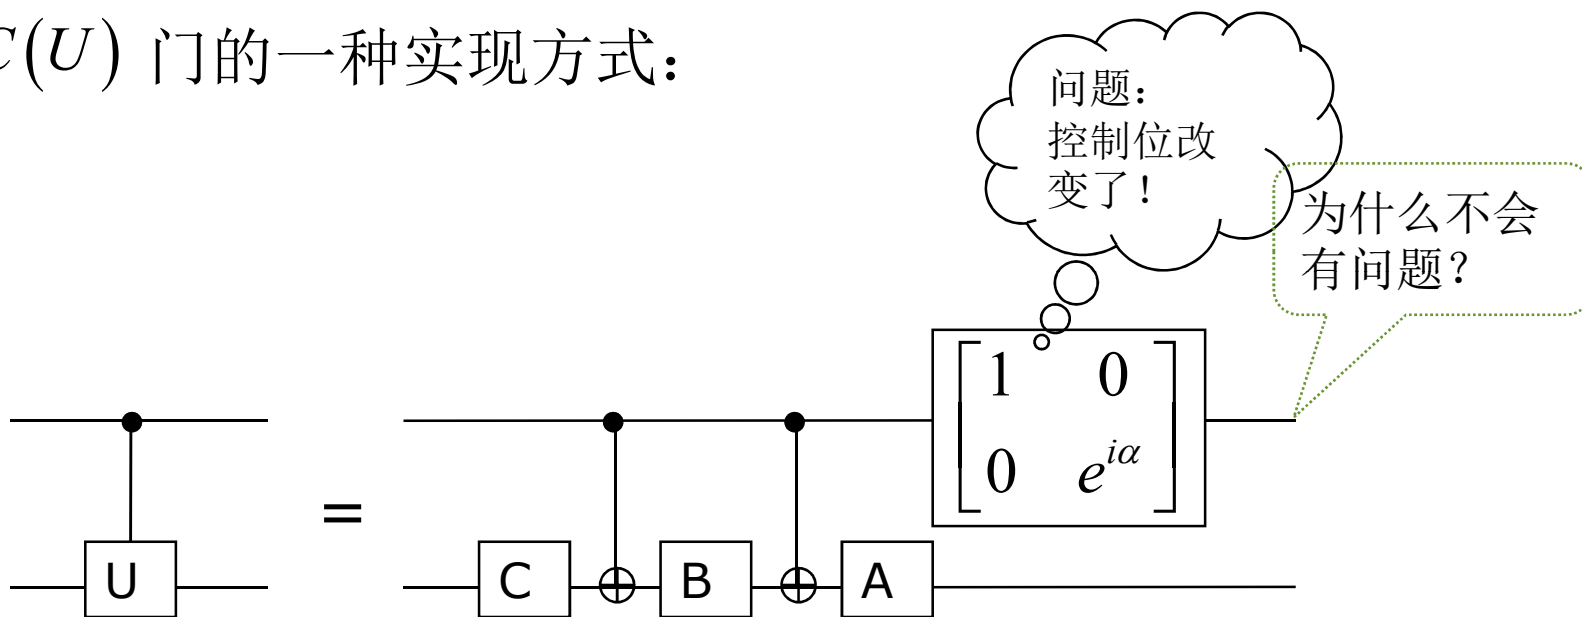 C(U) 门的一种实现方式：
问题：
控制位改
变了！
为什么不会
有问题？
1 0
0 e^{iα}
=
U
C
B
A